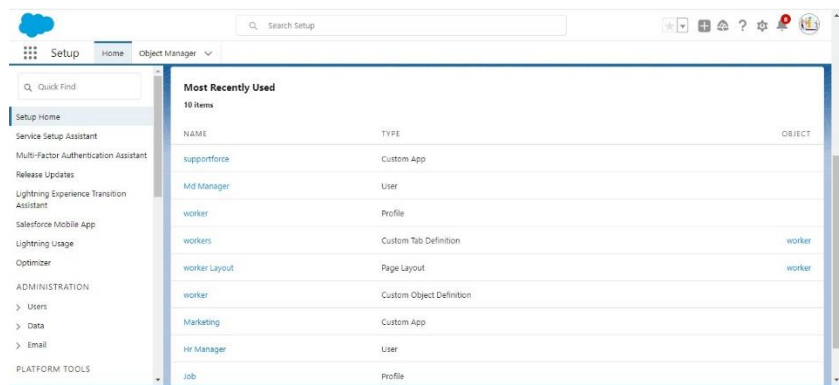 Search Setup
8
Setup Home Object Manager
Quick Find
Setup Home
Service Setup Assistant
Multi-Factor Authentication Assistant
Release Updates
Lightning Experience Transition
Assistant
Salesforce Mobile App
Lightning Usage
Optimizer
ADMINISTRATION
Users
Data
Email
PLATFORM TOOLS
Most Recently Used
10 items
NAME TYPE OBJECT
supportforce Custom App
Md Manager User
worker Profile
workers Custom Tab Definition worker
worker Layout Page Layout worker
worker Custom Object Definition
Marketing Custom App
Hr Manager User
Job Profile